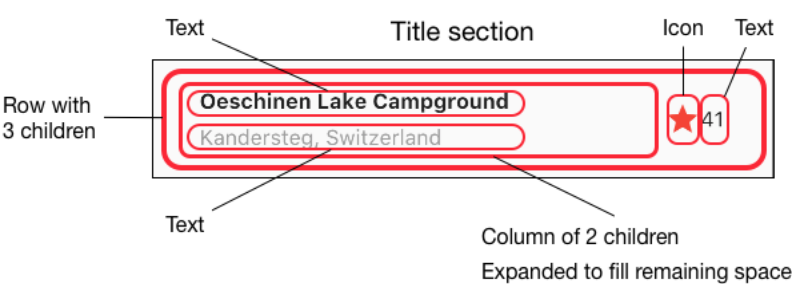 Text
Title section
Icon
Text
Row with
3 children
Oeschinen Lake Campground
41
Kandersteg, Switzerland
Text
Column of 2 children
Expanded to fill remaining space